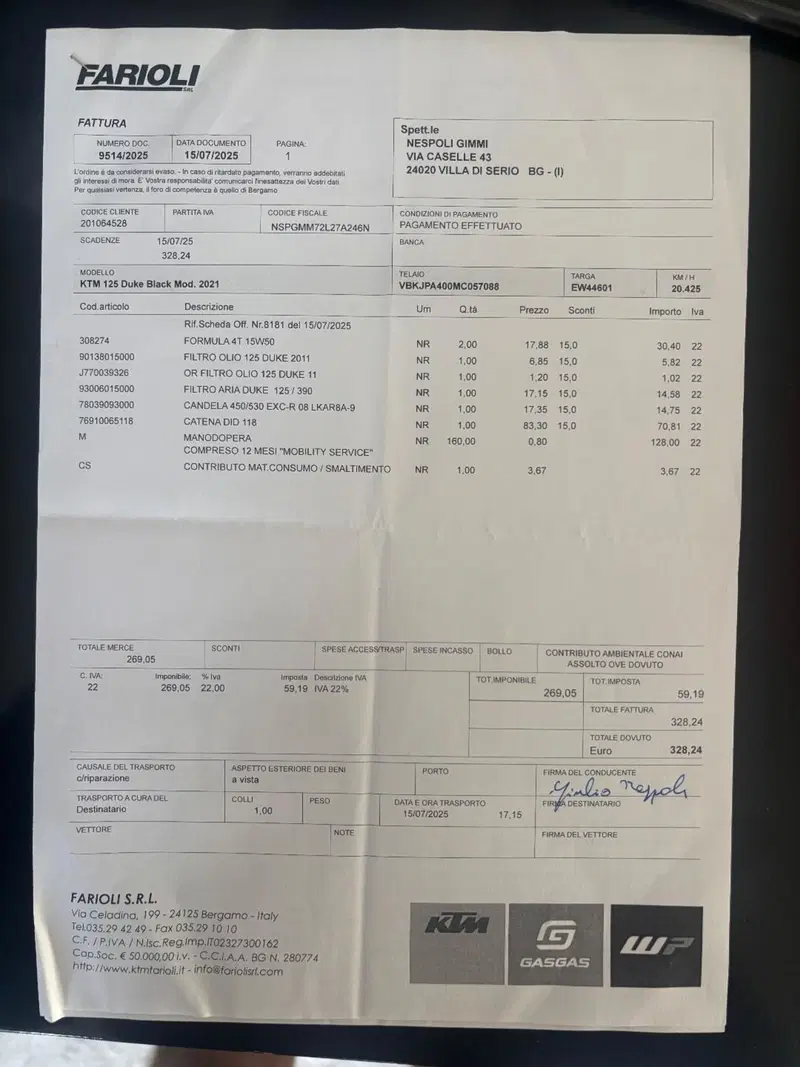 FARIOLI
SRL
FATTURA
NUMERO DOC. DATA DOCUMENTO PAGINA:
9514/2025 15/07/2025 1
L'ordine è da considerarsi evaso. - In caso di ritardato pagamento, verranno addebitati
gli interessi di mora. E' Vostra responsabilita' comunicarci l'inesattezza dei Vostri dati.
Per qualsiasi vertenza, il foro di competenza è quello di Bergamo
Spett.le
NESPOLI GIMMI
VIA CASELLE 43
24020 VILLA DI SERIO BG - (I)
CODICE CLIENTE PARTITA IVA CODICE FISCALE
201064528 NSPGMM72L27A246N
CONDIZIONI DI PAGAMENTO
PAGAMENTO EFFETTUATO
SCADENZE 15/07/25
328,24
BANCA
MODELLO TELAIO TARGA KM / H
KTM 125 Duke Black Mod. 2021 VBKJPA400MC057088 EW44601 20.425
Cod.articolo Descrizione Um Q.tà Prezzo Sconti Importo Iva
Rif.Scheda Off. Nr.8181 del 15/07/2025
308274 FORMULA 4T 15W50 NR 2,00 17,88 15,0 30,40 22
90138015000 FILTRO OLIO 125 DUKE 2011 NR 1,00 6,85 15,0 5,82 22
J770039326 OR FILTRO OLIO 125 DUKE 11 NR 1,00 1,20 15,0 1,02 22
93006015000 FILTRO ARIA DUKE 125 / 390 NR 1,00 17,15 15,0 14,58 22
78039093000 CANDELA 450/530 EXC-R 08 LKAR8A-9 NR 1,00 17,35 15,0 14,75 22
76910065118 CATENA DID 118 NR 1,00 83,30 15,0 70,81 22
M MANODOPERA NR 160,00 0,80 128,00 22
COMPRESO 12 MESI "MOBILITY SERVICE"
CS CONTRIBUTO MAT.CONSUMO / SMALTIMENTO NR 1,00 3,67 3,67 22
TOTALE MERCE SCONTI SPESE ACCESS/TRASP SPESE INCASSO BOLLO CONTRIBUTO AMBIENTALE CONAI
269,05 ASSOLTO OVE DOVUTO
C. IVA: Imponibile: % Iva Imposta Descrizione IVA
22 269,05 22,00 59,19 IVA 22%
TOT.IMPONIBILE TOT.IMPOSTA
269,05 59,19
TOTALE FATTURA
328,24
TOTALE DOVUTO
Euro 328,24
CAUSALE DEL TRASPORTO ASPETTO ESTERIORE DEI BENI PORTO FIRMA DEL CONDUCENTE
c/riparazione a vista
Giulio Nespoli
TRASPORTO A CURA DEL COLLI PESO DATA E ORA TRASPORTO FIRMA DESTINATARIO
Destinatario 1,00 15/07/2025 17,15
VETTORE NOTE FIRMA DEL VETTORE
FARIOLI S.R.L.
Via Celadina, 199 - 24125 Bergamo - Italy
Tel.035.29 42 49 - Fax 035.29 10 10
C.F. / P.IVA / N.Isc.Reg.Imp.IT02327300162
Cap.Soc. € 50.000,00 i.v. - C.C.I.A.A. BG N. 280774
http://www.ktmfarioli.it - info@fariolisrl.com
KTM
GASGAS
WP